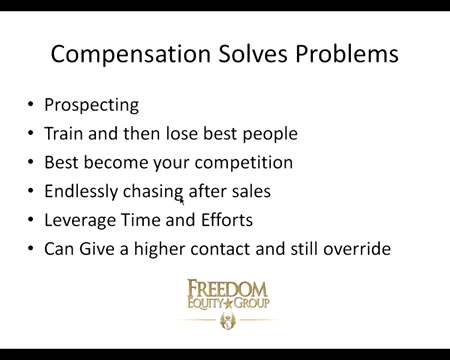 Compensation Solves Problems
• Prospecting
• Train and then lose best people
• Best become your competition
• Endlessly chasing after sales
• Leverage Time and Efforts
• Can Give a higher contact and still override
FREEDOM
EQUITY★GROUP